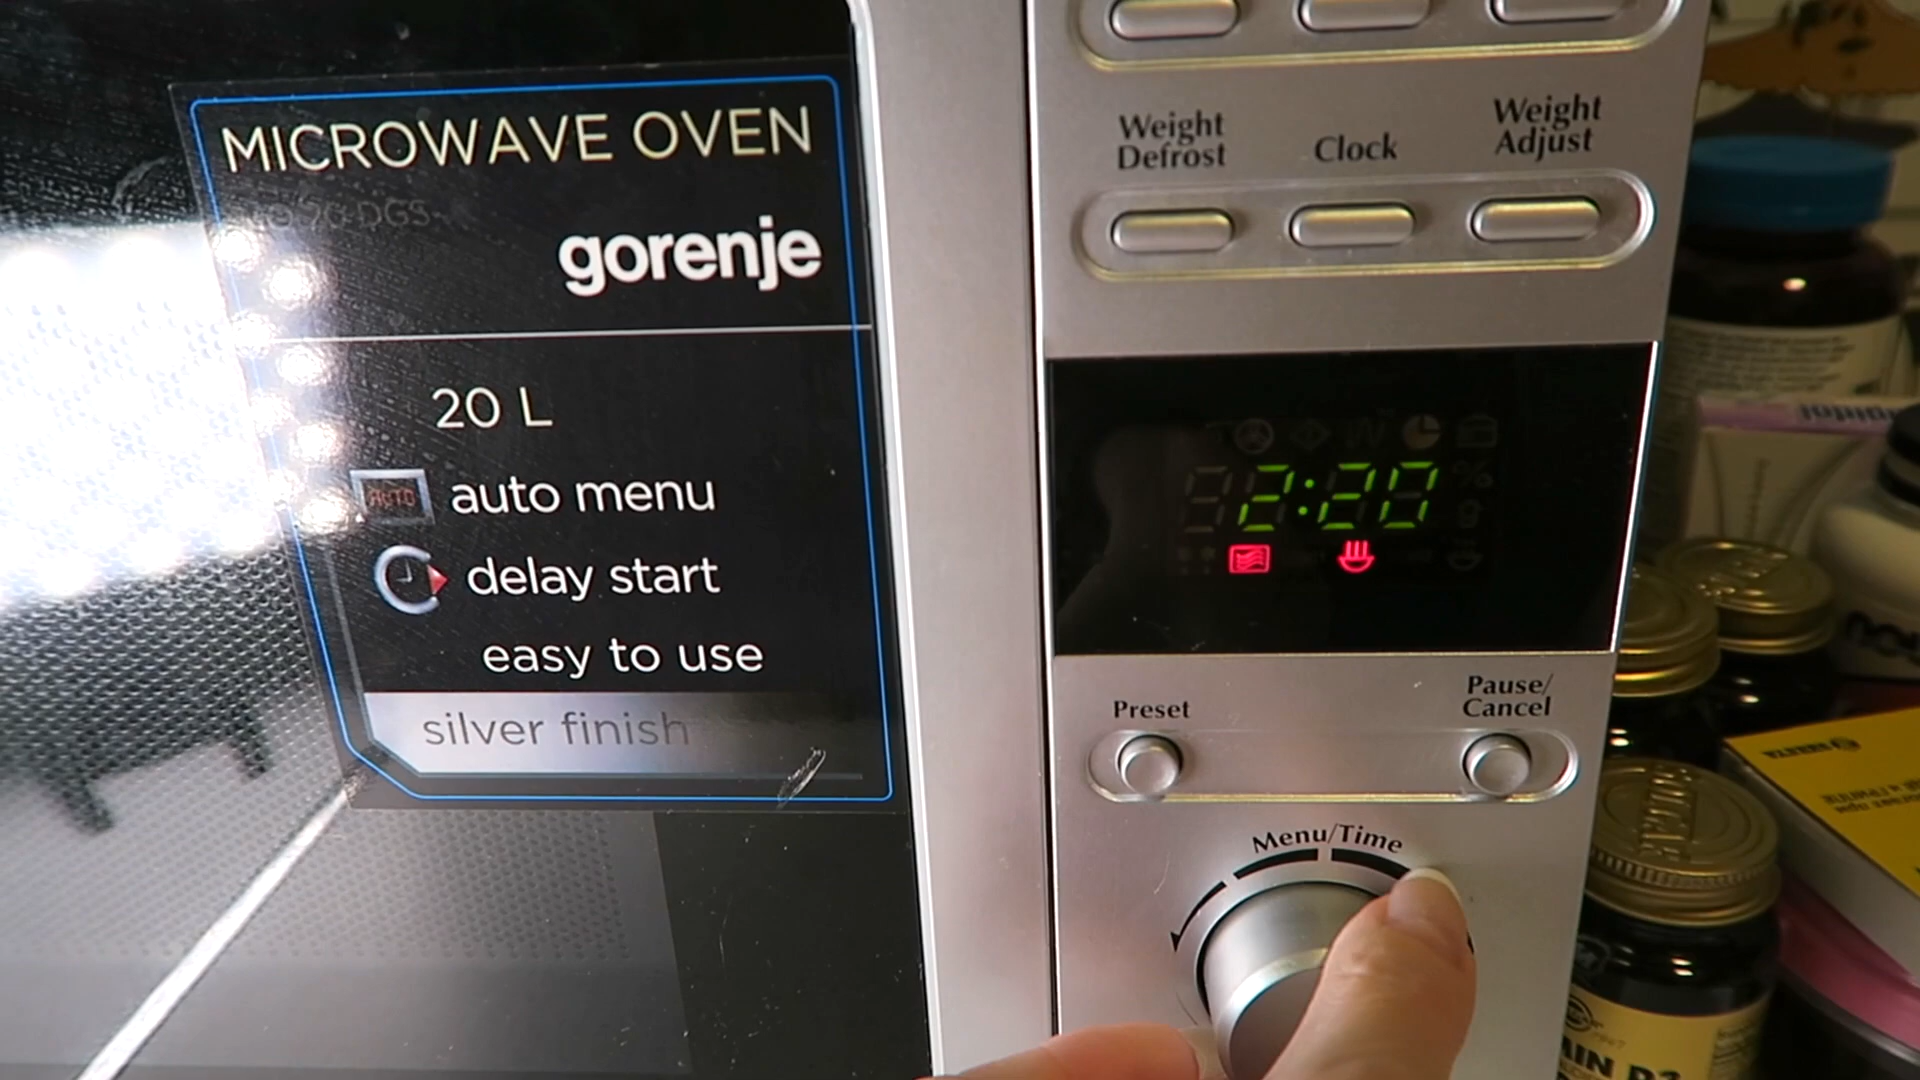 MICROWAVE OVEN
gorenje
20 L
AUTO auto menu
delay start
easy to use
silver finish
Weight
Defrost
Clock
Weight
Adjust
2:20
Preset
Pause/
Cancel
Menu/Time
SOLGAR